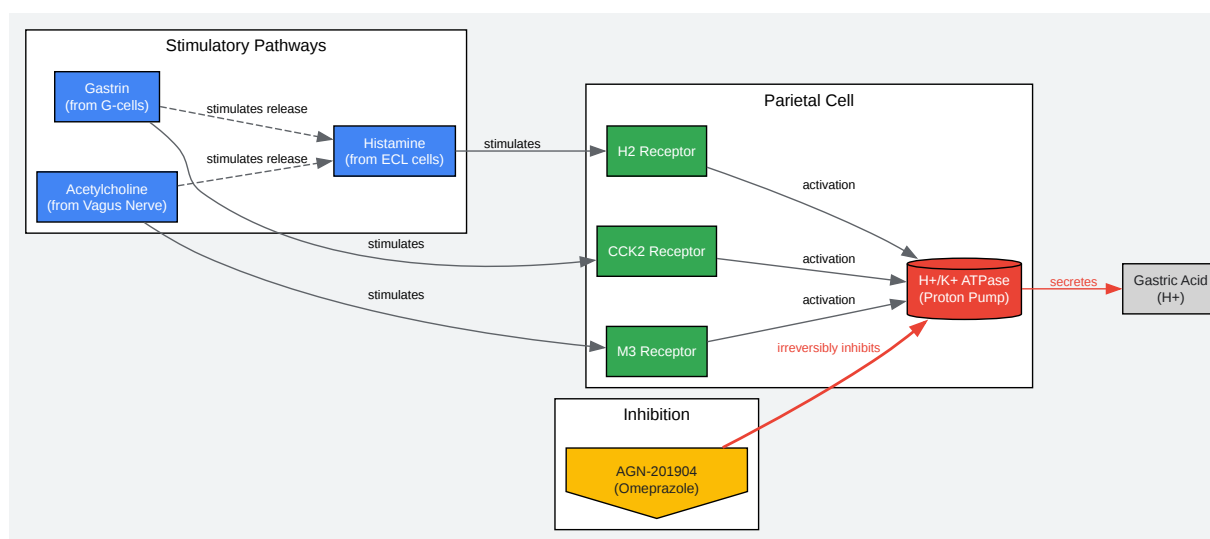 Stimulatory Pathways
Gastrin
(from G-cells)
stimulates release
Histamine
(from ECL cells)
stimulates release
Acetylcholine
(from Vagus Nerve)
stimulates
stimulates
stimulates
Parietal Cell
H2 Receptor
activation
CCK2 Receptor
activation
M3 Receptor
activation
H+/K+ ATPase
(Proton Pump)
secretes
Gastric Acid
(H+)
irreversibly inhibits
Inhibition
AGN-201904
(Omeprazole)